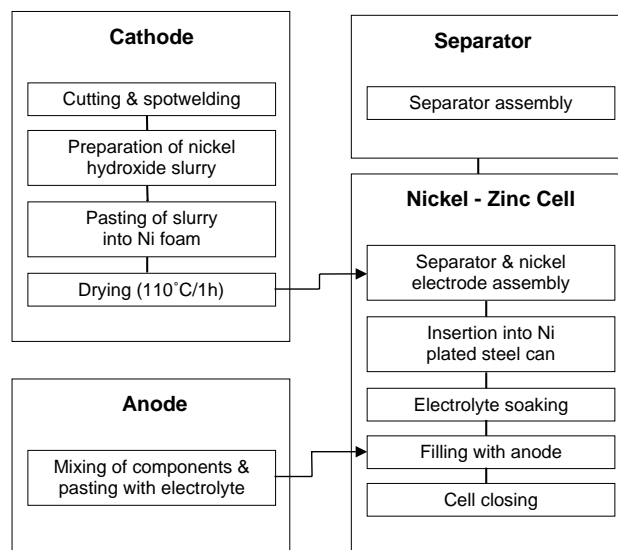 Cathode
Cutting & spotwelding
Preparation of nickel
hydroxide slurry
Pasting of slurry
into Ni foam
Drying (110˚C/1h)
Anode
Mixing of components &
pasting with electrolyte
Separator
Separator assembly
Nickel - Zinc Cell
Separator & nickel
electrode assembly
Insertion into Ni
plated steel can
Electrolyte soaking
Filling with anode
Cell closing